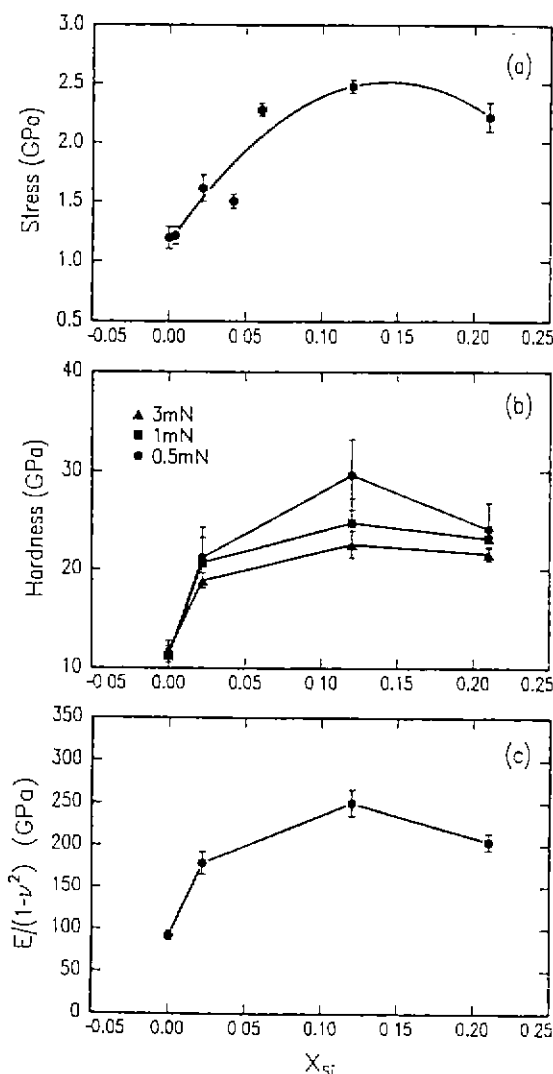 3.0
(a)
2.5
2.0
1.5
1.0
0.5
Stress (GPa)
-0.05 0.00 0.05 0.10 0.15 0.20 0.25
40
(b)
▲ 3mN
■ 1mN
● 0.5mN
30
20
10
Hardness (GPa)
-0.05 0.00 0.05 0.10 0.15 0.20 0.25
350
(c)
300
250
200
150
100
50
0
E/(1-ν²) (GPa)
-0.05 0.00 0.05 0.10 0.15 0.20 0.25
X_Si